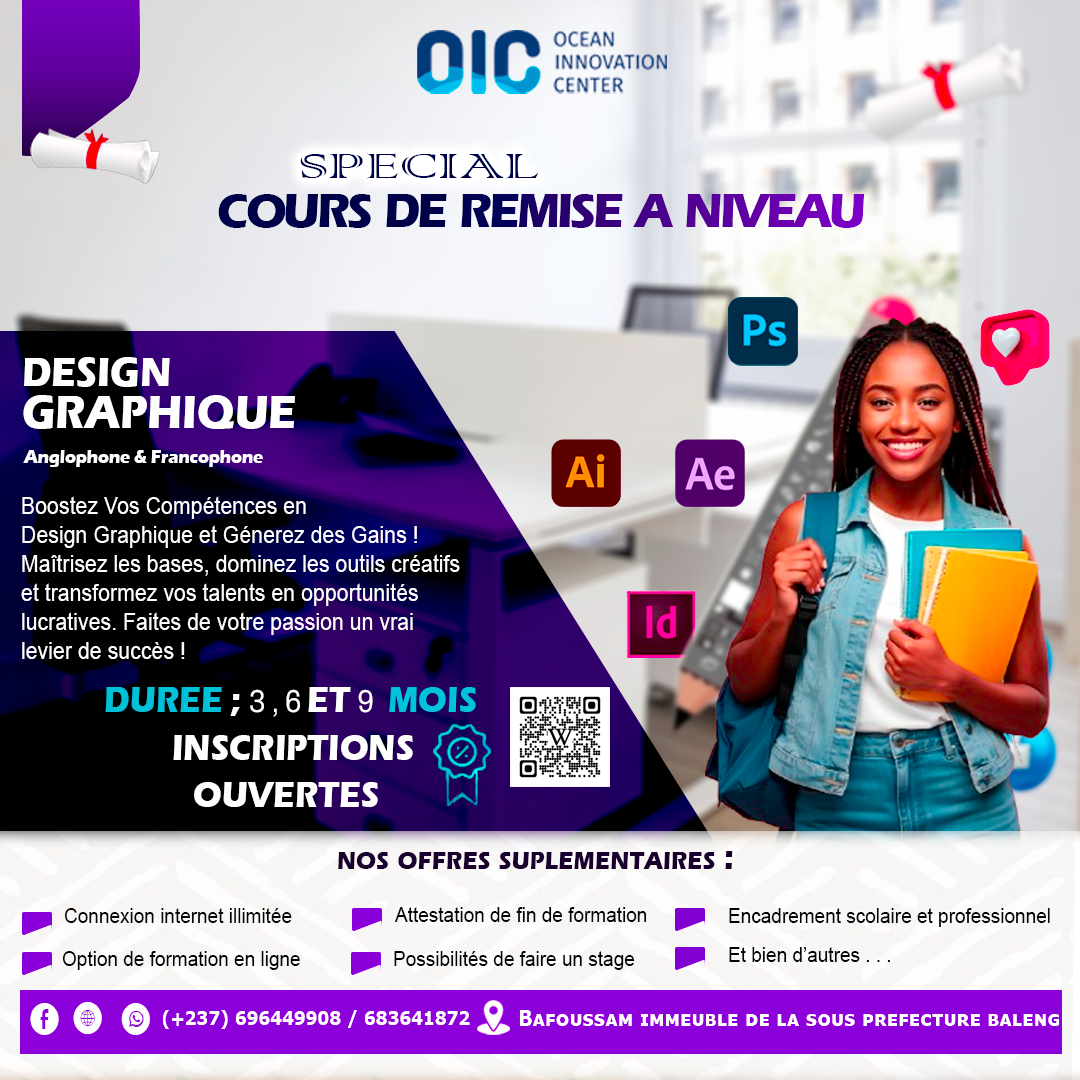 OIC
OCEAN
INNOVATION
CENTER
SPECIAL
COURS DE REMISE A NIVEAU
Ps
Ai
Ae
Id
DESIGN
GRAPHIQUE
Anglophone & Francophone
Boostez Vos Compétences en
Design Graphique et Génerez des Gains !
Maîtrisez les bases, dominez les outils créatifs
et transformez vos talents en opportunités
lucratives. Faites de votre passion un vrai
levier de succès !
DUREE ; 3 , 6 ET 9 MOIS
INSCRIPTIONS
OUVERTES
W
NOS OFFRES SUPLEMENTAIRES :
Connexion internet illimitée
Attestation de fin de formation
Encadrement scolaire et professionnel
Option de formation en ligne
Possibilités de faire un stage
Et bien d’autres . . .
(+237) 696449908 / 683641872
BAFOUSSAM IMMEUBLE DE LA SOUS PREFECTURE BALENG